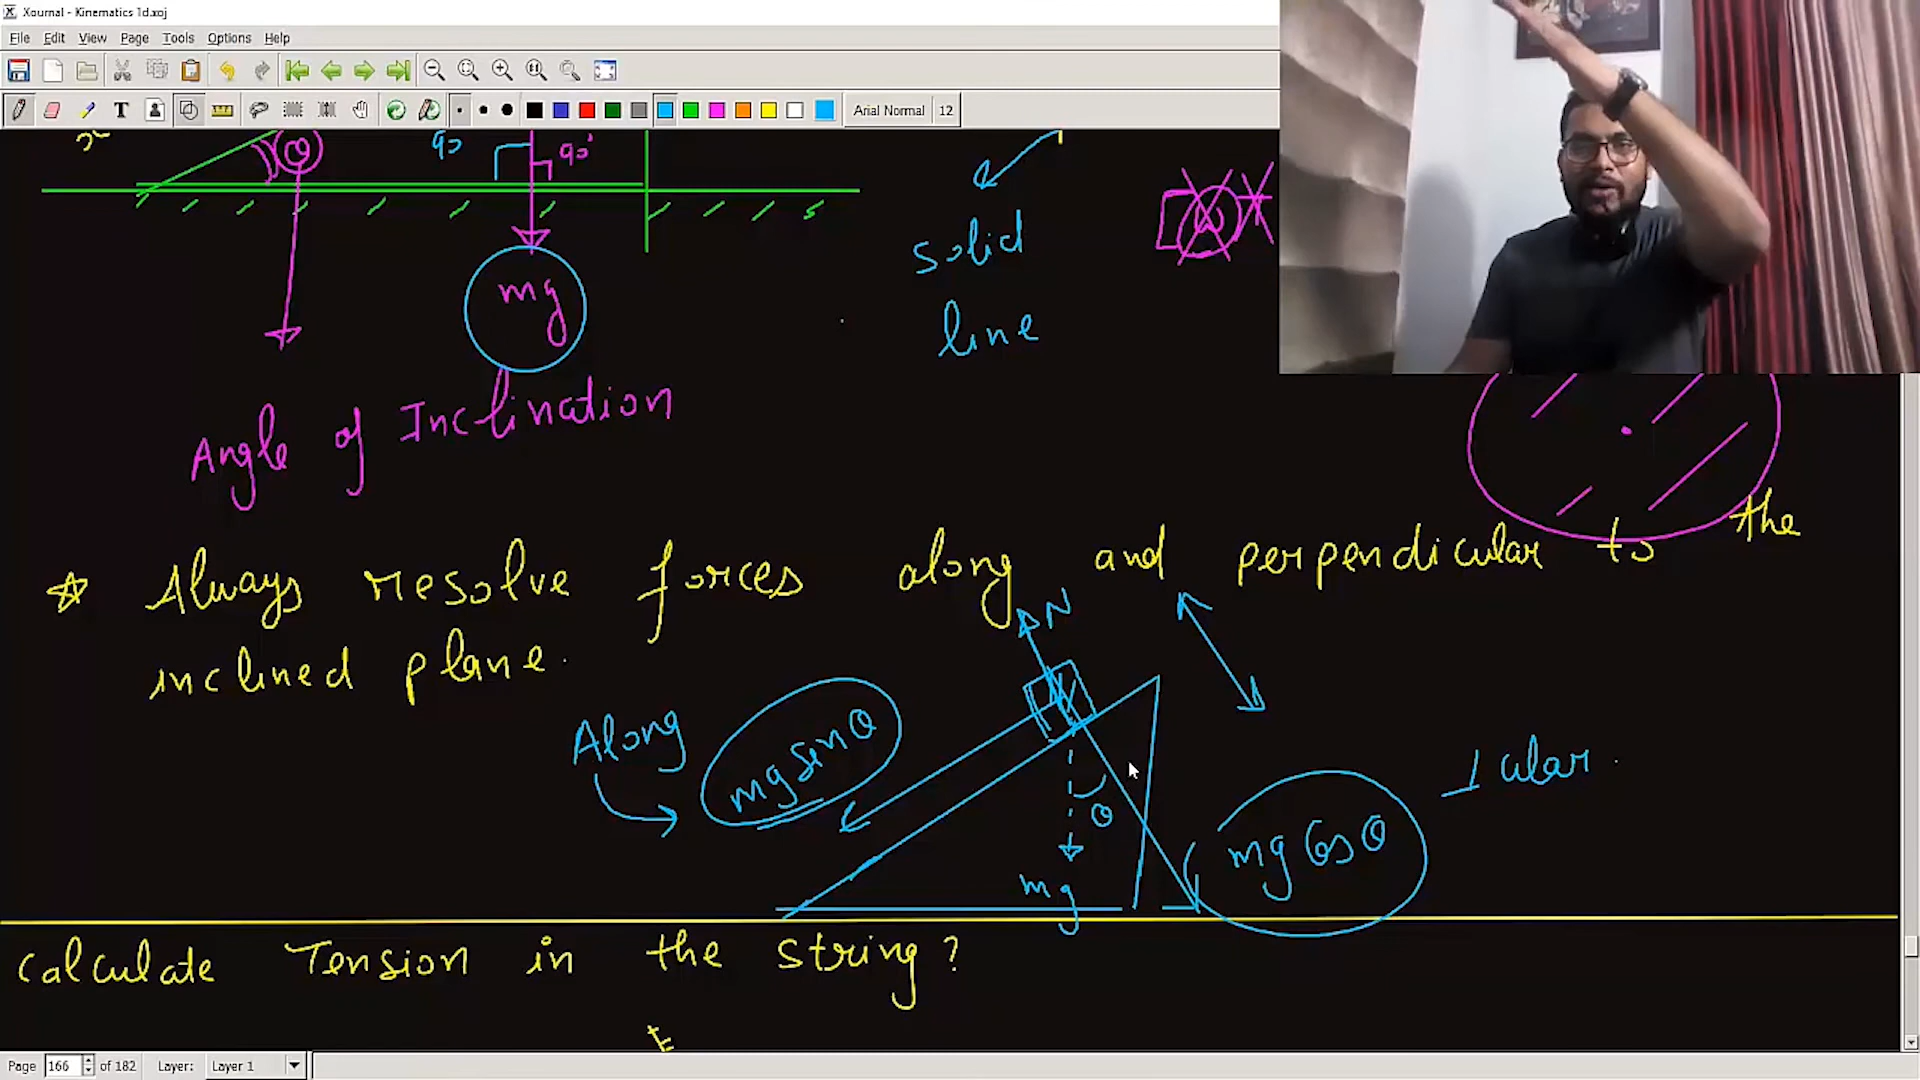 Xournal - Kinematics 1d.xoj
File Edit View Page Tools Options Help
Arial Normal 12
90
90°
mg
solid
line
Angle of Inclination
Always resolve forces along and perpendicular to the
inclined plane.
N
Along
mg sin θ
θ
mg
mg Cos θ
⊥cular.
Calculate Tension in the string?
t
Page 166 of 182 Layer: Layer 1